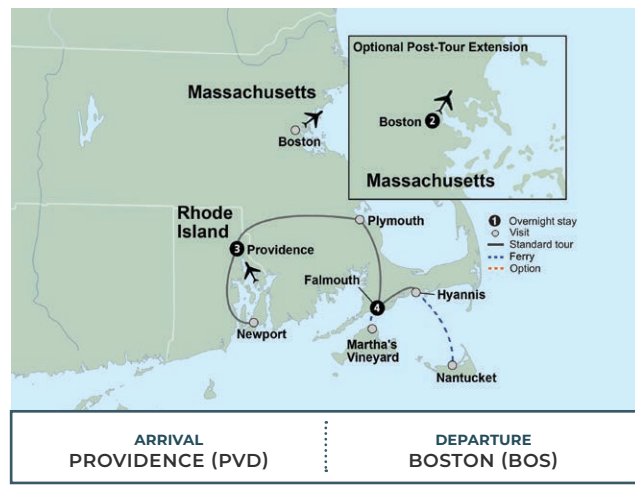 Optional Post-Tour Extension
Massachusetts
Boston
Boston 2
Massachusetts
Rhode
Island
3 Providence
Plymouth
1 Overnight stay
Visit
Standard tour
Ferry
Option
Falmouth
4
Hyannis
Newport
Martha's
Vineyard
Nantucket
ARRIVAL
PROVIDENCE (PVD)
DEPARTURE
BOSTON (BOS)